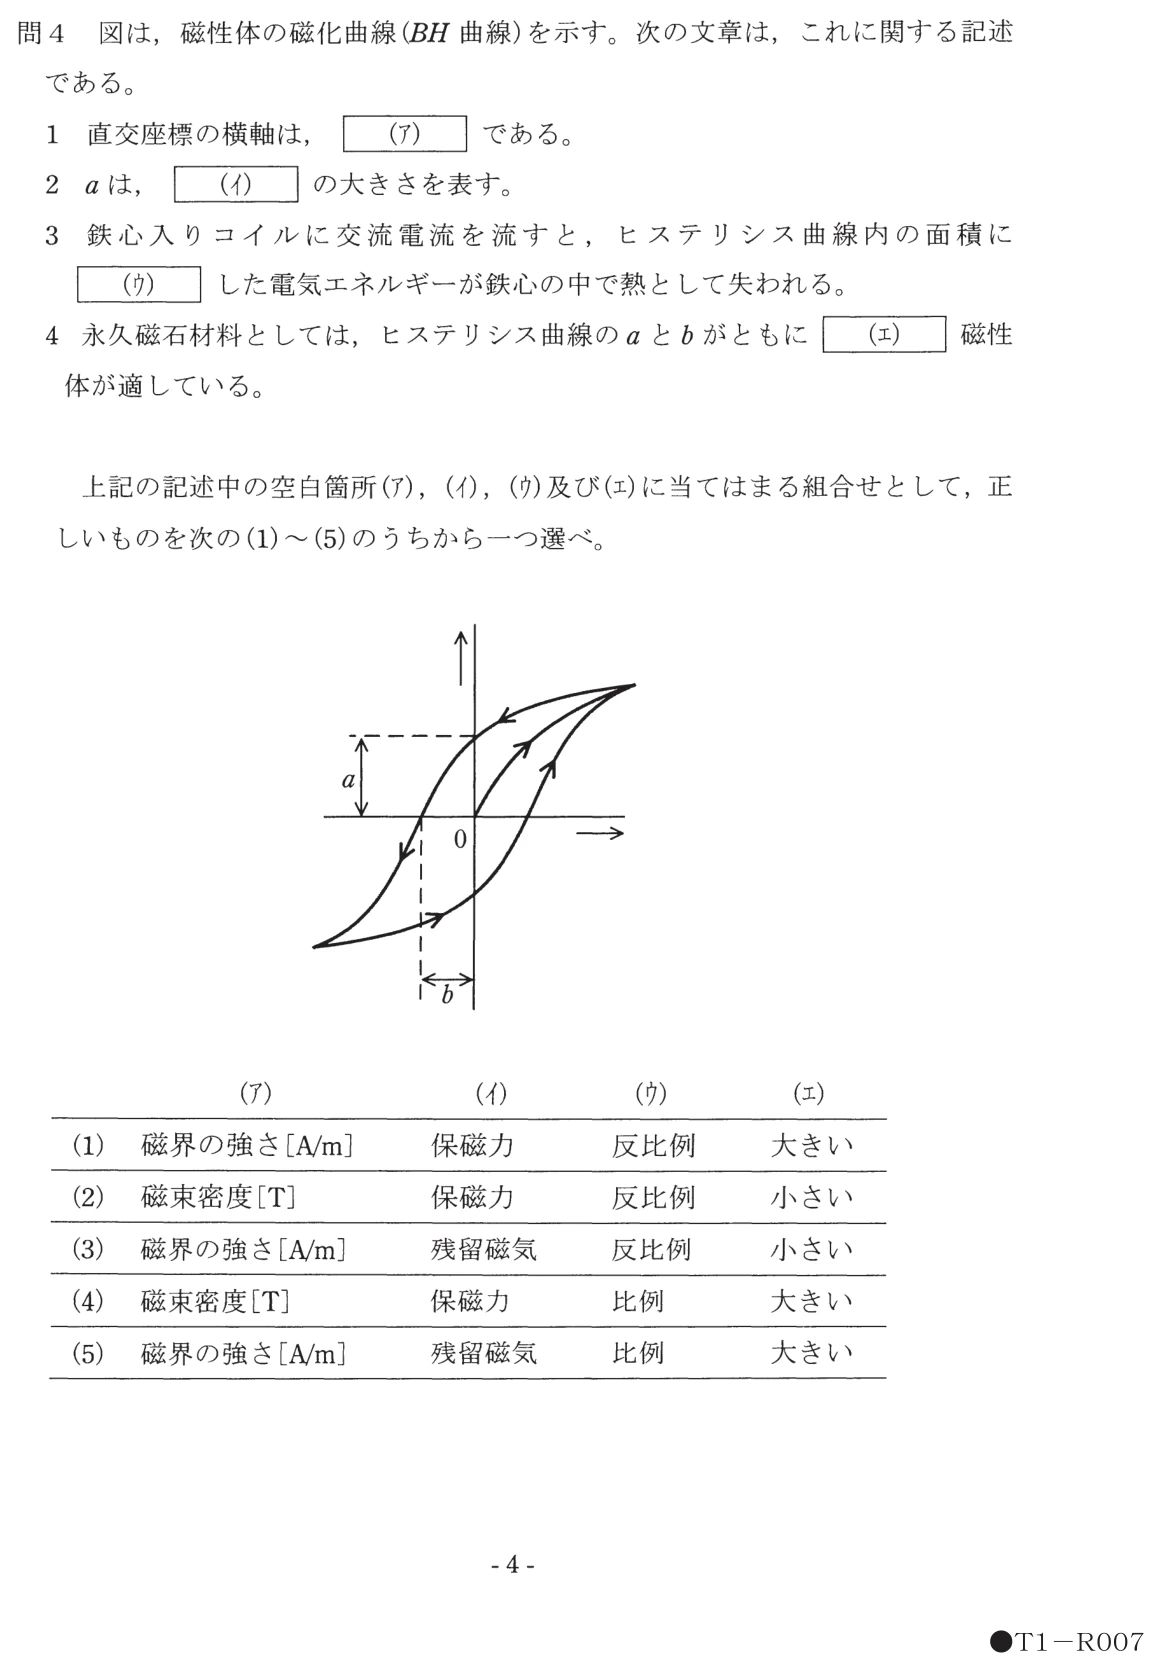 問4 図は，磁性体の磁化曲線(BH 曲線)を示す。次の文章は，これに関する記述
である。
1 直交座標の横軸は， (ｱ) である。
2 a は， (ｲ) の大きさを表す。
3 鉄心入りコイルに交流電流を流すと，ヒステリシス曲線内の面積に
(ｳ) した電気エネルギーが鉄心の中で熱として失われる。
4 永久磁石材料としては，ヒステリシス曲線の a と b がともに (ｴ) 磁性
体が適している。
上記の記述中の空白箇所(ｱ)，(ｲ)，(ｳ)及び(ｴ)に当てはまる組合せとして，正
しいものを次の(1)～(5)のうちから一つ選べ。
a
0
b
(ｱ) (ｲ) (ｳ) (ｴ)
(1) 磁界の強さ[A/m] 保磁力 反比例 大きい
(2) 磁束密度[T] 保磁力 反比例 小さい
(3) 磁界の強さ[A/m] 残留磁気 反比例 小さい
(4) 磁束密度[T] 保磁力 比例 大きい
(5) 磁界の強さ[A/m] 残留磁気 比例 大きい
- 4 -
●T1－R007